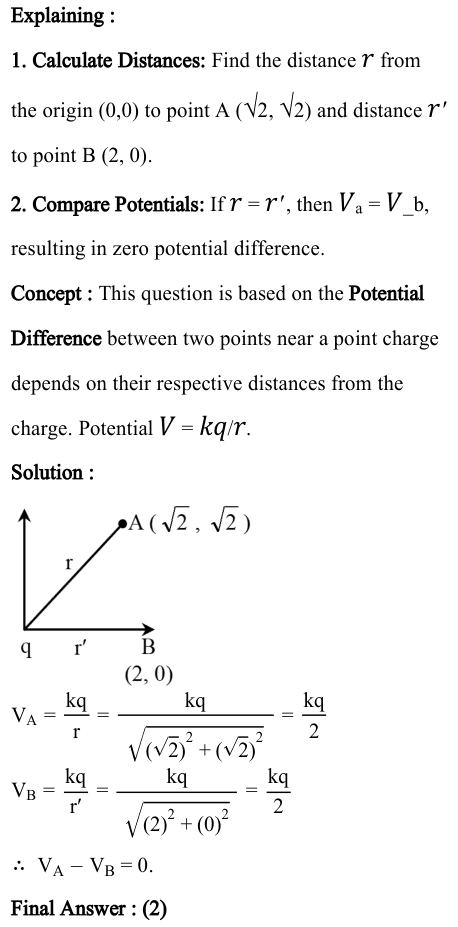 Explaining :
1. Calculate Distances: Find the distance r from
the origin (0,0) to point A (√2, √2) and distance r'
to point B (2, 0).
2. Compare Potentials: If r = r', then Vₐ = V_b,
resulting in zero potential difference.
Concept : This question is based on the Potential
Difference between two points near a point charge
depends on their respective distances from the
charge. Potential V = kq/r.
Solution :
A (√2 , √2 )
r
q r′ B
(2, 0)
V_A = kq/r = kq/√((√2)² + (√2)²) = kq/2
V_B = kq/r′ = kq/√((2)² + (0)²) = kq/2
∴ V_A − V_B = 0.
Final Answer : (2)